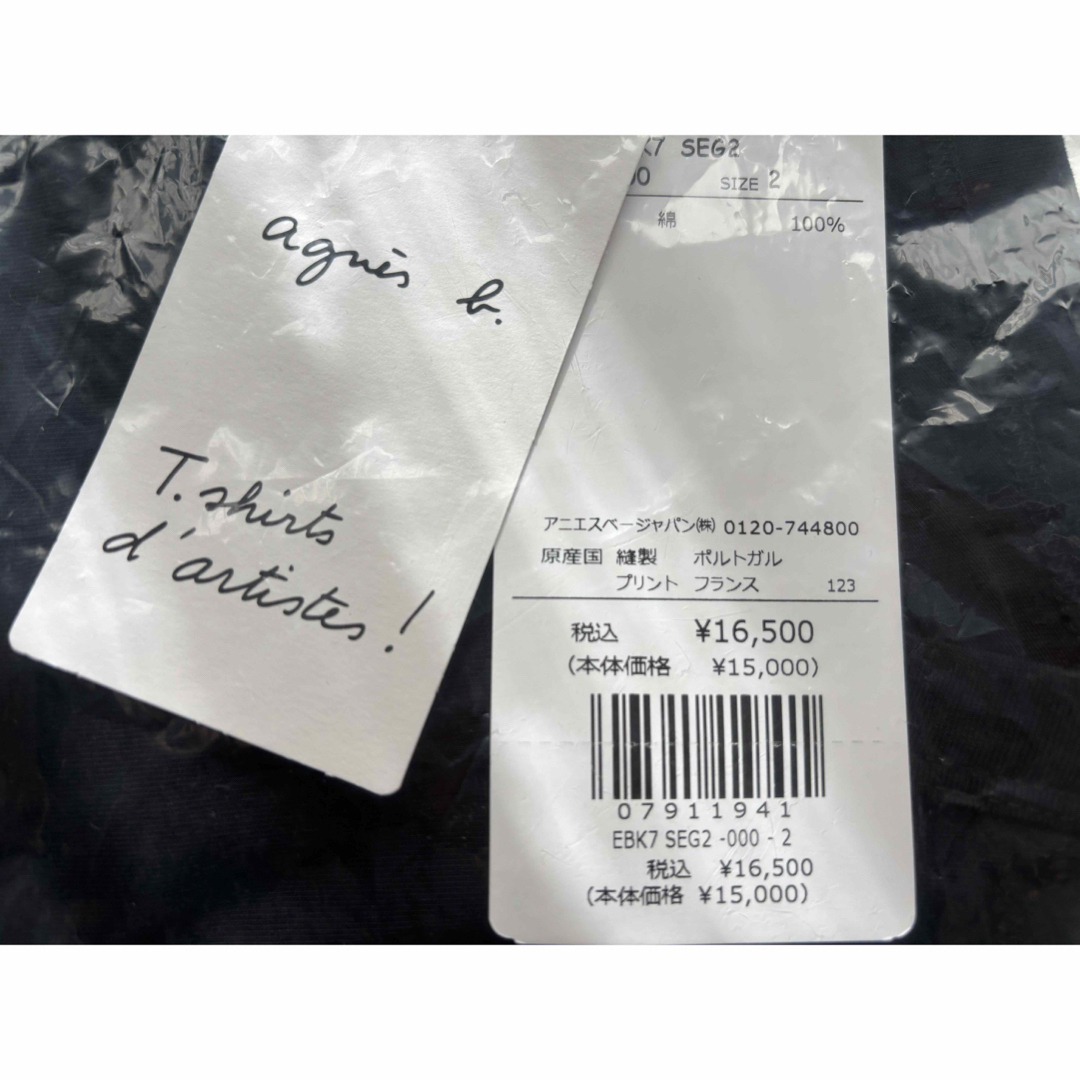 agnès b.
T.shirts
d'artistes!
K7 SEG2
00 SIZE 2
綿 100%
アニエスベージャパン㈱ 0120-744800
原産国 縫製 ポルトガル
プリント フランス 123
税込 ¥16,500
(本体価格 ¥15,000)
07911941
EBK7 SEG2 -000 - 2
税込 ¥16,500
(本体価格 ¥15,000)